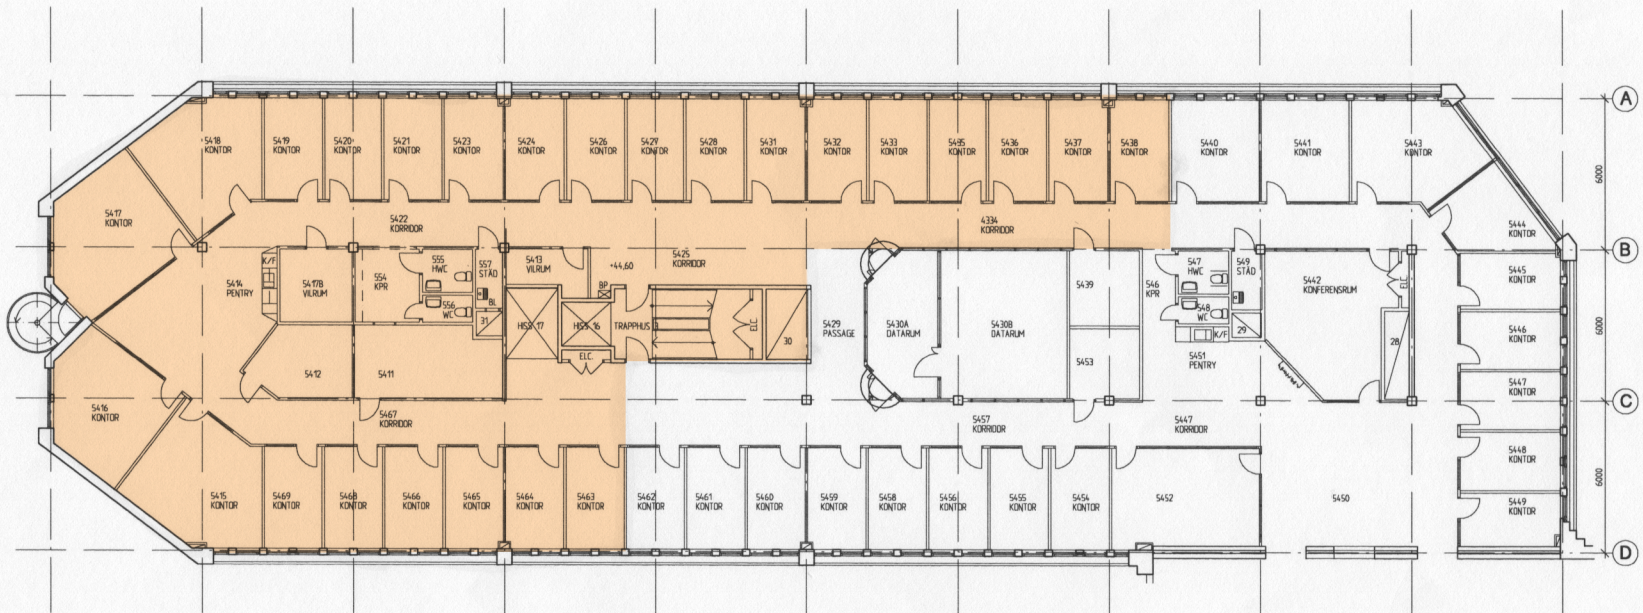 A
5418
KONTOR
5419
KONTOR
5420
KONTOR
5421
KONTOR
5423
KONTOR
5424
KONTOR
5426
KONTOR
5427
KONTOR
5428
KONTOR
5431
KONTOR
5432
KONTOR
5433
KONTOR
5435
KONTOR
5436
KONTOR
5437
KONTOR
5438
KONTOR
5440
KONTOR
5441
KONTOR
5443
KONTOR
6000
5417
KONTOR
5422
KORRIDOR
4334
KORRIDOR
5444
KONTOR
B
K/F
5414
PENTRY
5417B
VILRUM
554
KPR
555
HWC
556
WC
557
STÄD
BL
31
5413
VILRUM
+44,60
BP
5425
KORRIDOR
HISS 17
HISS 16
TRAPPHUS
ELC
ELC.
30
5429
PASSAGE
5430A
DATARUM
5430B
DATARUM
5439
5453
546
KPR
547
HWC
548
WC
549
STÄD
K/F
29
5451
PENTRY
5442
KONFERENSRUM
ELC
28
5445
KONTOR
5446
KONTOR
6000
5412
5411
5416
KONTOR
5467
KORRIDOR
5457
KORRIDOR
5447
KORRIDOR
5447
KONTOR
C
5415
KONTOR
5469
KONTOR
5468
KONTOR
5466
KONTOR
5465
KONTOR
5464
KONTOR
5463
KONTOR
5462
KONTOR
5461
KONTOR
5460
KONTOR
5459
KONTOR
5458
KONTOR
5456
KONTOR
5455
KONTOR
5454
KONTOR
5452
5450
5448
KONTOR
5449
KONTOR
6000
D